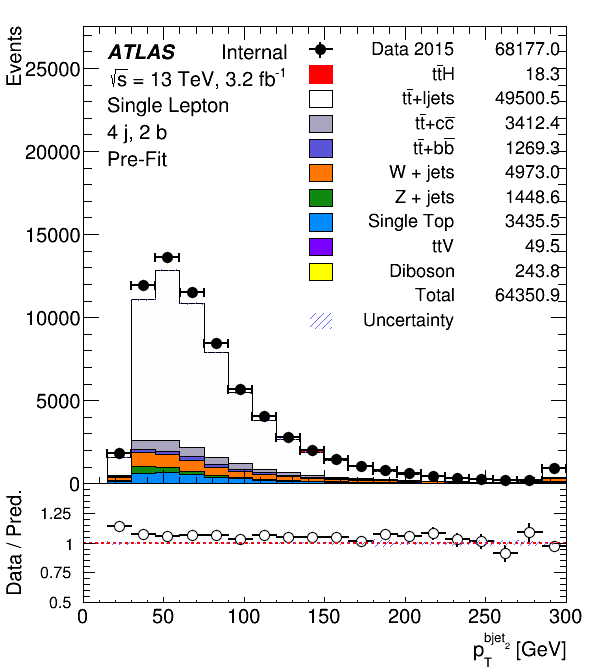 Events
25000
20000
15000
10000
5000
0
ATLAS Internal
√s = 13 TeV, 3.2 fb⁻¹
Single Lepton
4 j, 2 b
Pre-Fit
Data 2015 68177.0
tt̄H 18.3
tt̄+ljets 49500.5
tt̄+cc̄ 3412.4
tt̄+bb̄ 1269.3
W + jets 4973.0
Z + jets 1448.6
Single Top 3435.5
ttV 49.5
Diboson 243.8
Total 64350.9
Uncertainty
Data / Pred.
1.25
1
0.75
0.5
0 50 100 150 200 250 300
p_T^{bjet_2} [GeV]